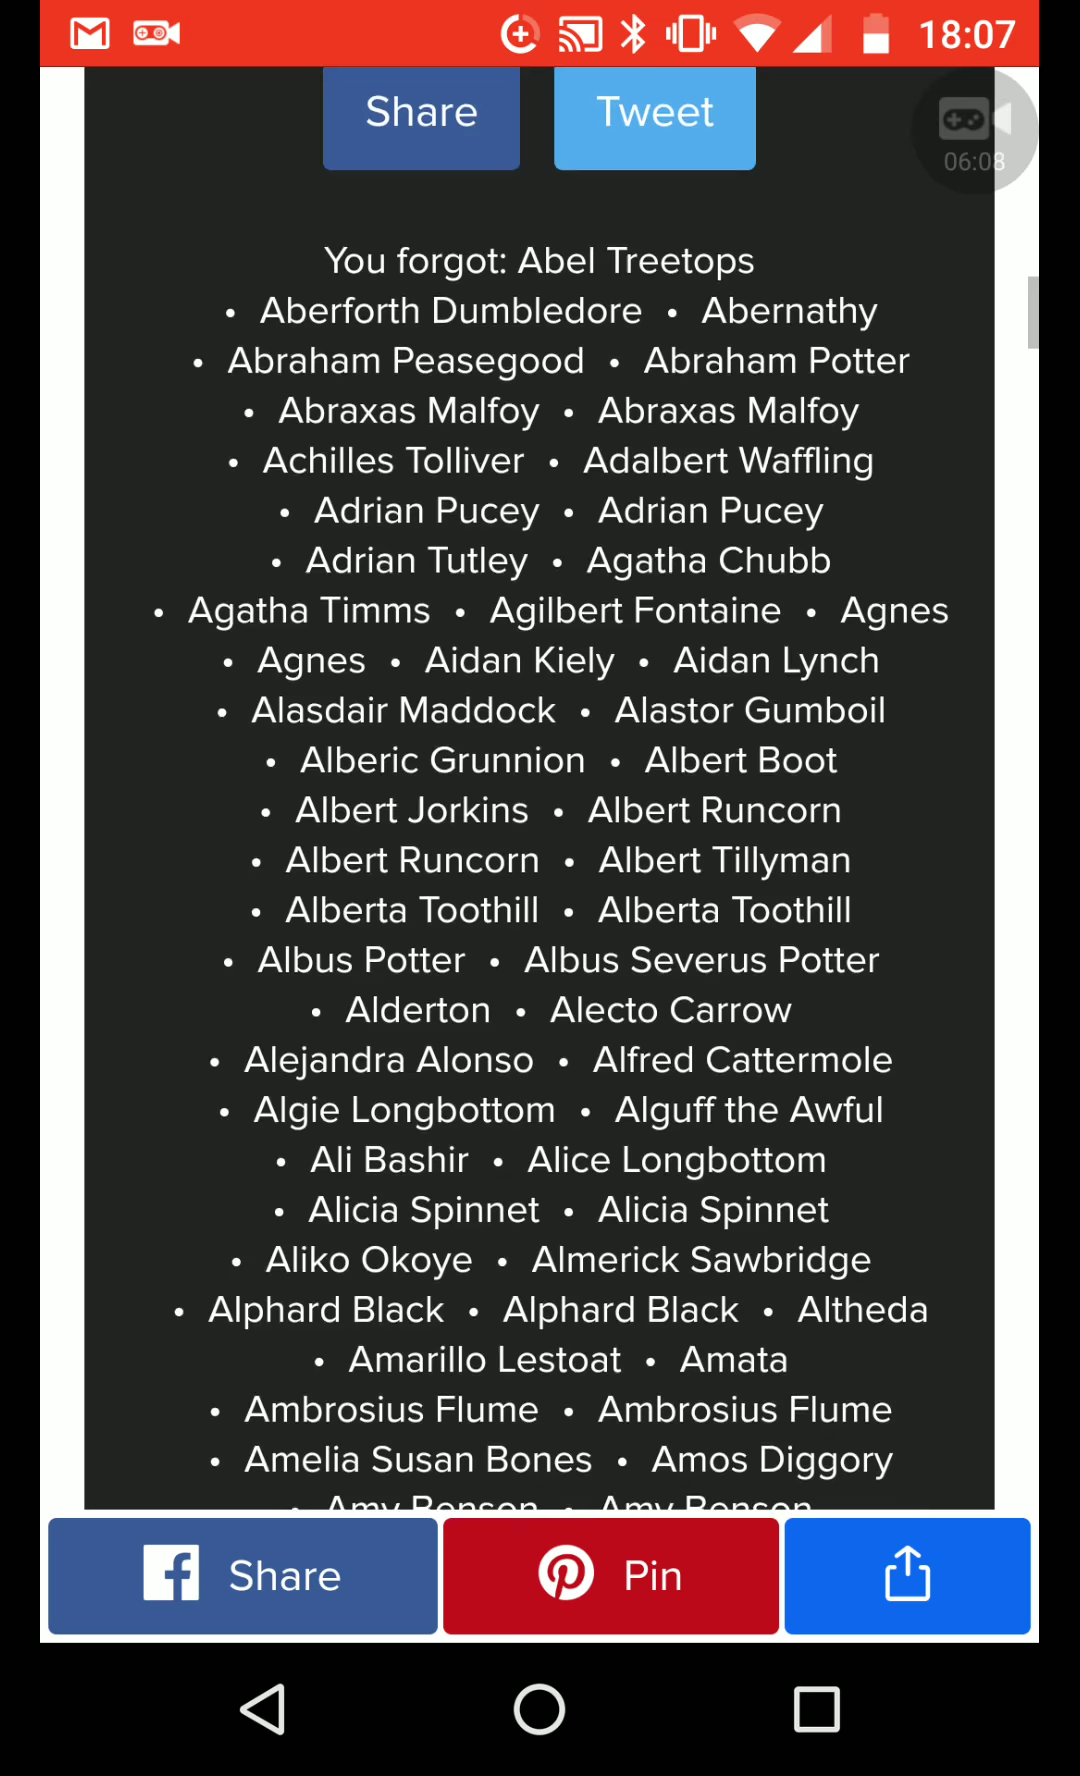 18:07
Share Tweet
06:08
You forgot: Abel Treetops
• Aberforth Dumbledore • Abernathy
• Abraham Peasegood • Abraham Potter
• Abraxas Malfoy • Abraxas Malfoy
• Achilles Tolliver • Adalbert Waffling
• Adrian Pucey • Adrian Pucey
• Adrian Tutley • Agatha Chubb
• Agatha Timms • Agilbert Fontaine • Agnes
• Agnes • Aidan Kiely • Aidan Lynch
• Alasdair Maddock • Alastor Gumboil
• Alberic Grunnion • Albert Boot
• Albert Jorkins • Albert Runcorn
• Albert Runcorn • Albert Tillyman
• Alberta Toothill • Alberta Toothill
• Albus Potter • Albus Severus Potter
• Alderton • Alecto Carrow
• Alejandra Alonso • Alfred Cattermole
• Algie Longbottom • Alguff the Awful
• Ali Bashir • Alice Longbottom
• Alicia Spinnet • Alicia Spinnet
• Aliko Okoye • Almerick Sawbridge
• Alphard Black • Alphard Black • Altheda
• Amarillo Lestoat • Amata
• Ambrosius Flume • Ambrosius Flume
• Amelia Susan Bones • Amos Diggory
• Amy Benson • Amy Benson
Share Pin